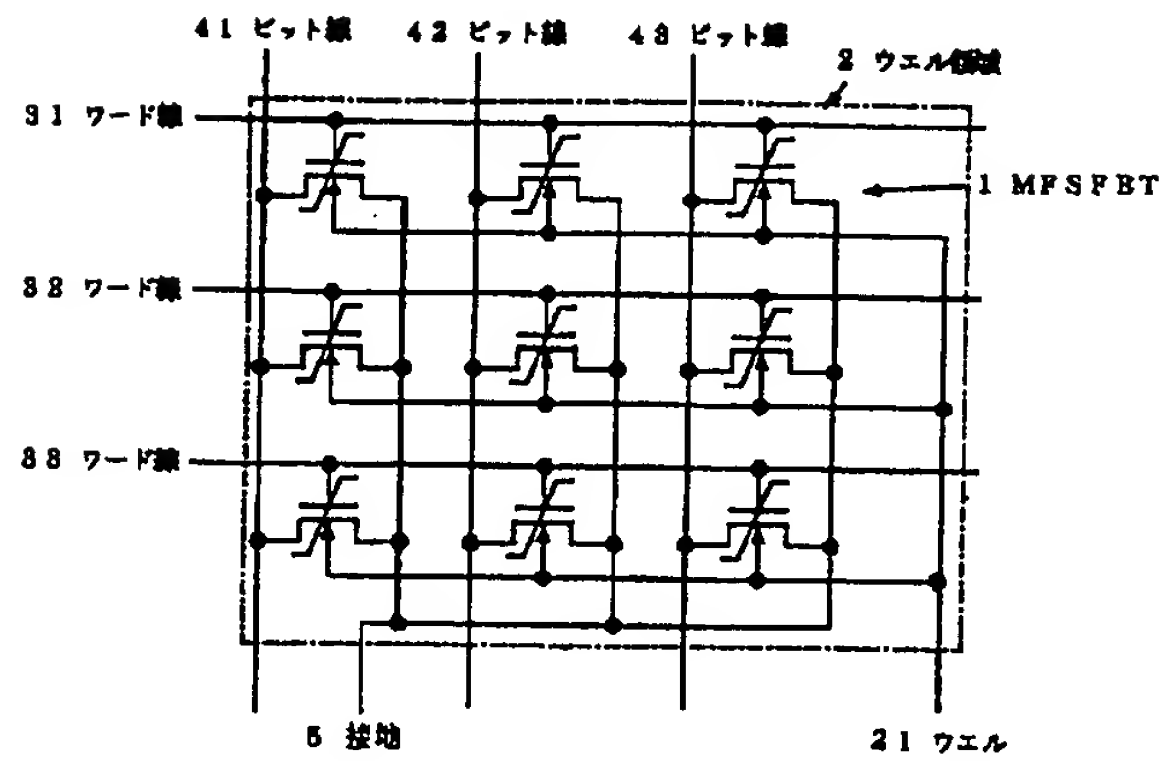 41 ビット線
42 ビット線
43 ビット線
2 ウエル領域
31 ワード線
1 MFSFET
32 ワード線
33 ワード線
5 接地
21 ウエル